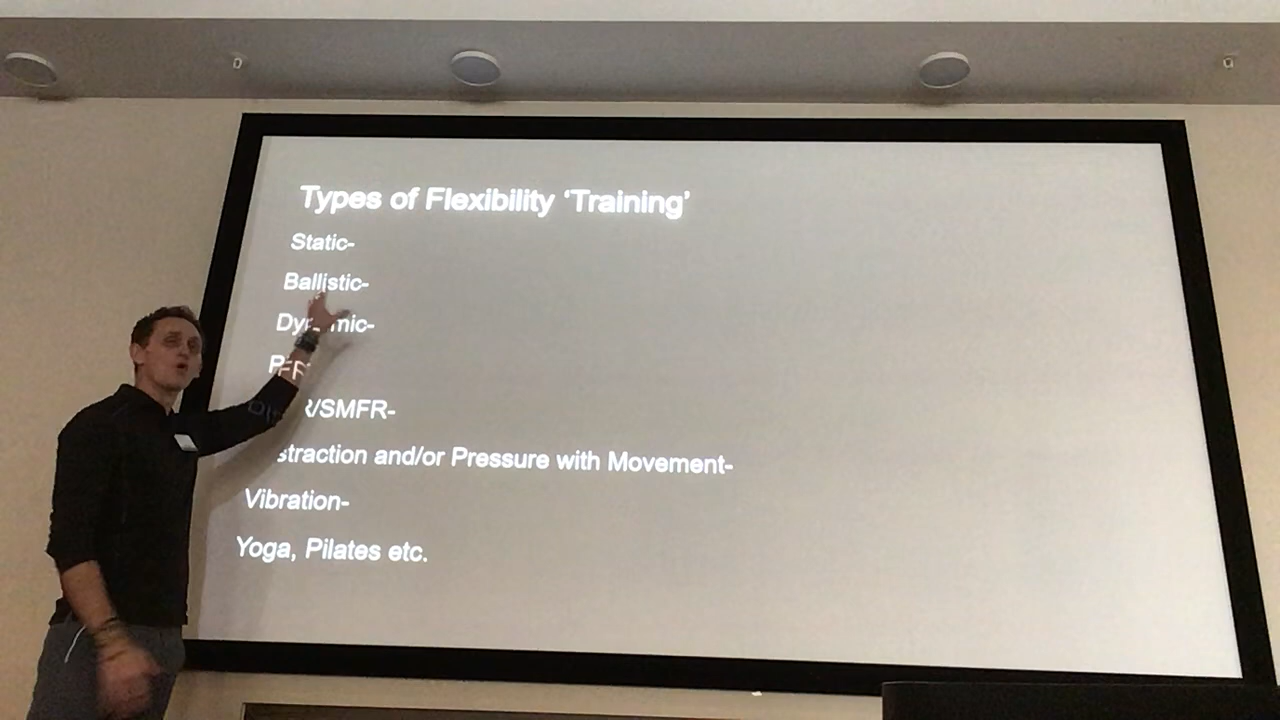 Types of Flexibility ‘Training’
Static-
Ballistic-
/SMFR-
and/or Pressure with Movement-
Vibration-
Yoga, Pilates etc.